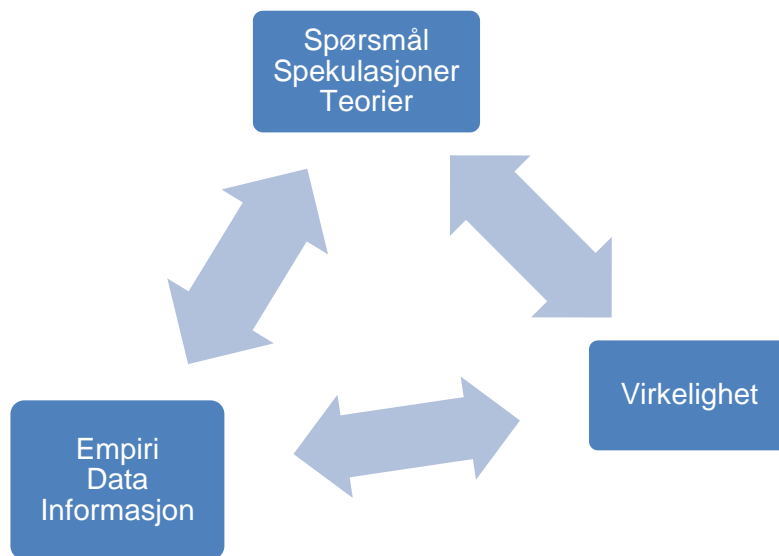 Spørsmål
Spekulasjoner
Teorier
Virkelighet
Empiri
Data
Informasjon